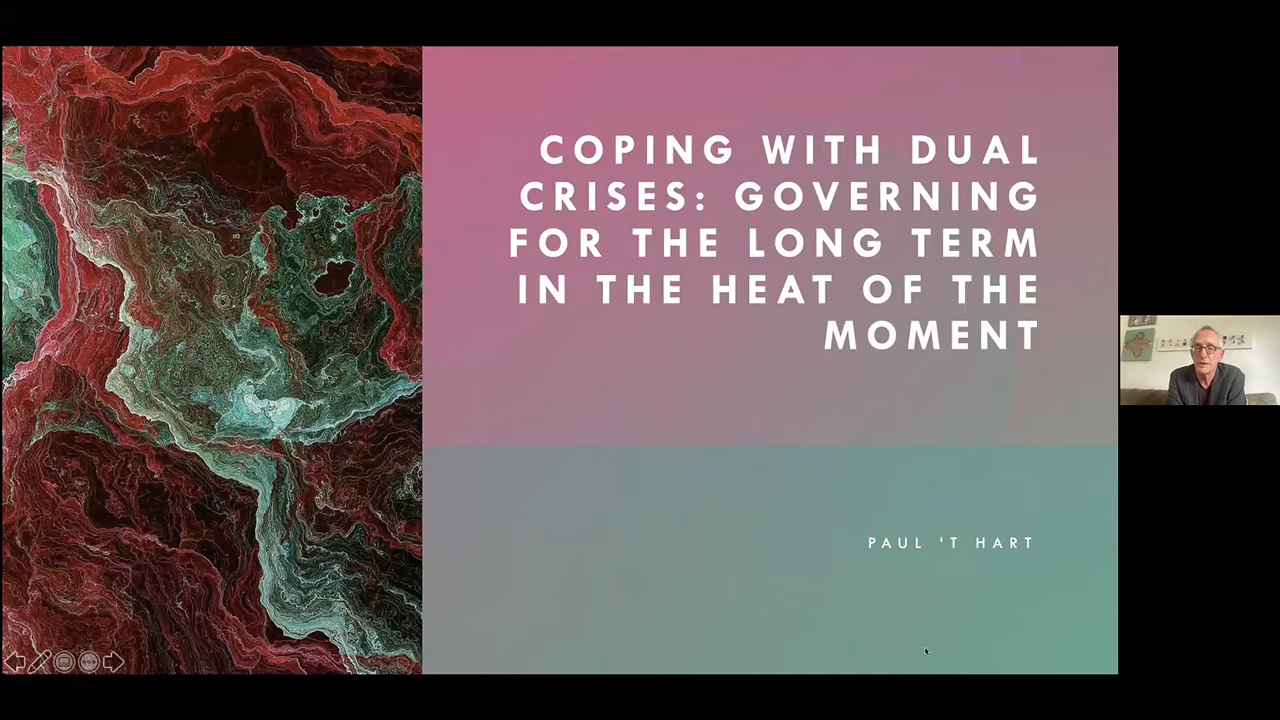 COPING WITH DUAL
CRISES: GOVERNING
FOR THE LONG TERM
IN THE HEAT OF THE
MOMENT
PAUL 'T HART